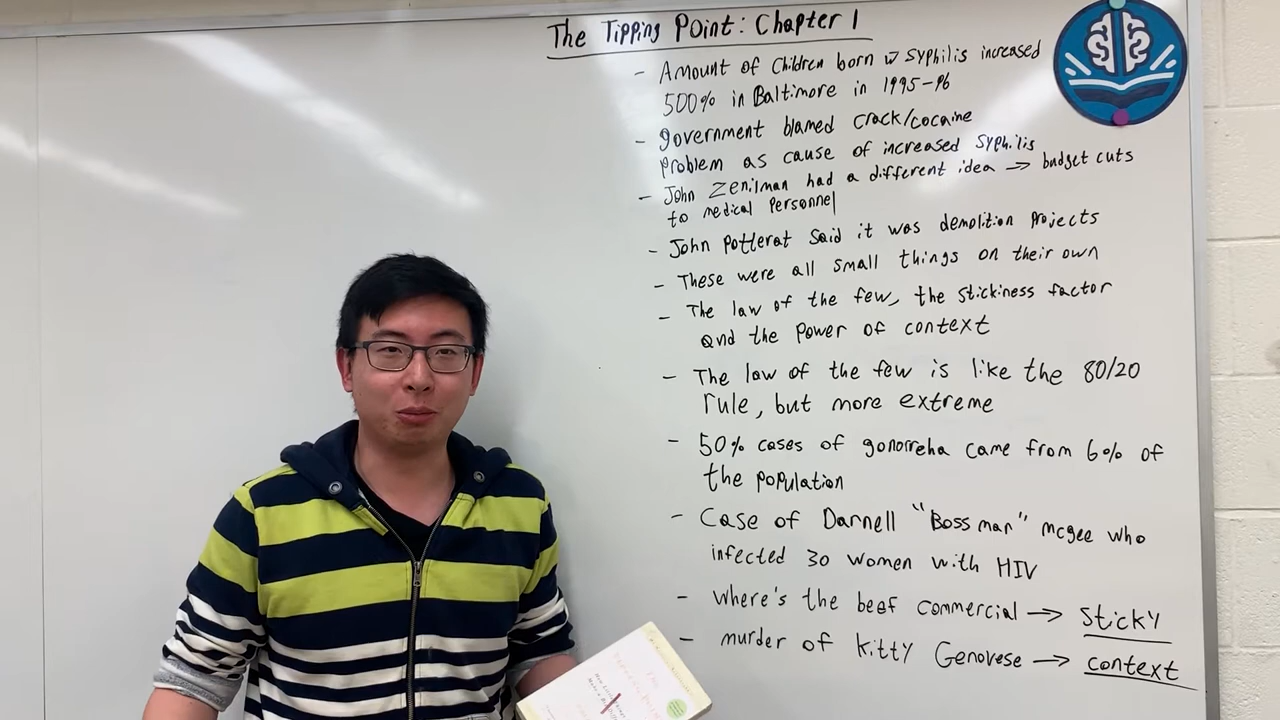 The Tipping Point: Chapter 1
- Amount of Children born w syphilis increased
500% in Baltimore in 1995-96
- government blamed crack/cocaine
problem as cause of increased syphilis
- John Zenilman had a different idea → budget cuts
to medical personnel
- John Potterat said it was demolition projects
- These were all small things on their own
- The law of the few, the stickiness factor
and the power of context
- The law of the few is like the 80/20
rule, but more extreme
- 50% cases of gonorreha came from 6% of
the population
- Case of Darnell "Boss man" mcgee who
infected 30 women with HIV
- where's the beef commercial → sticky
- murder of kitty Genovese → context